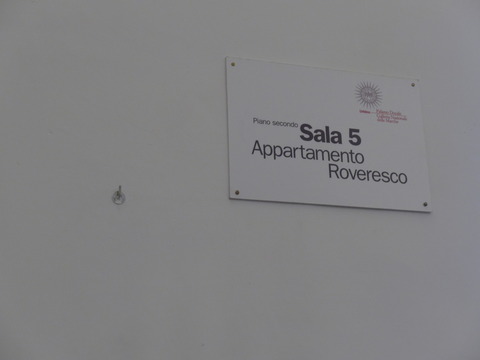 Piano secondo Sala 5
Appartamento
Roveresco